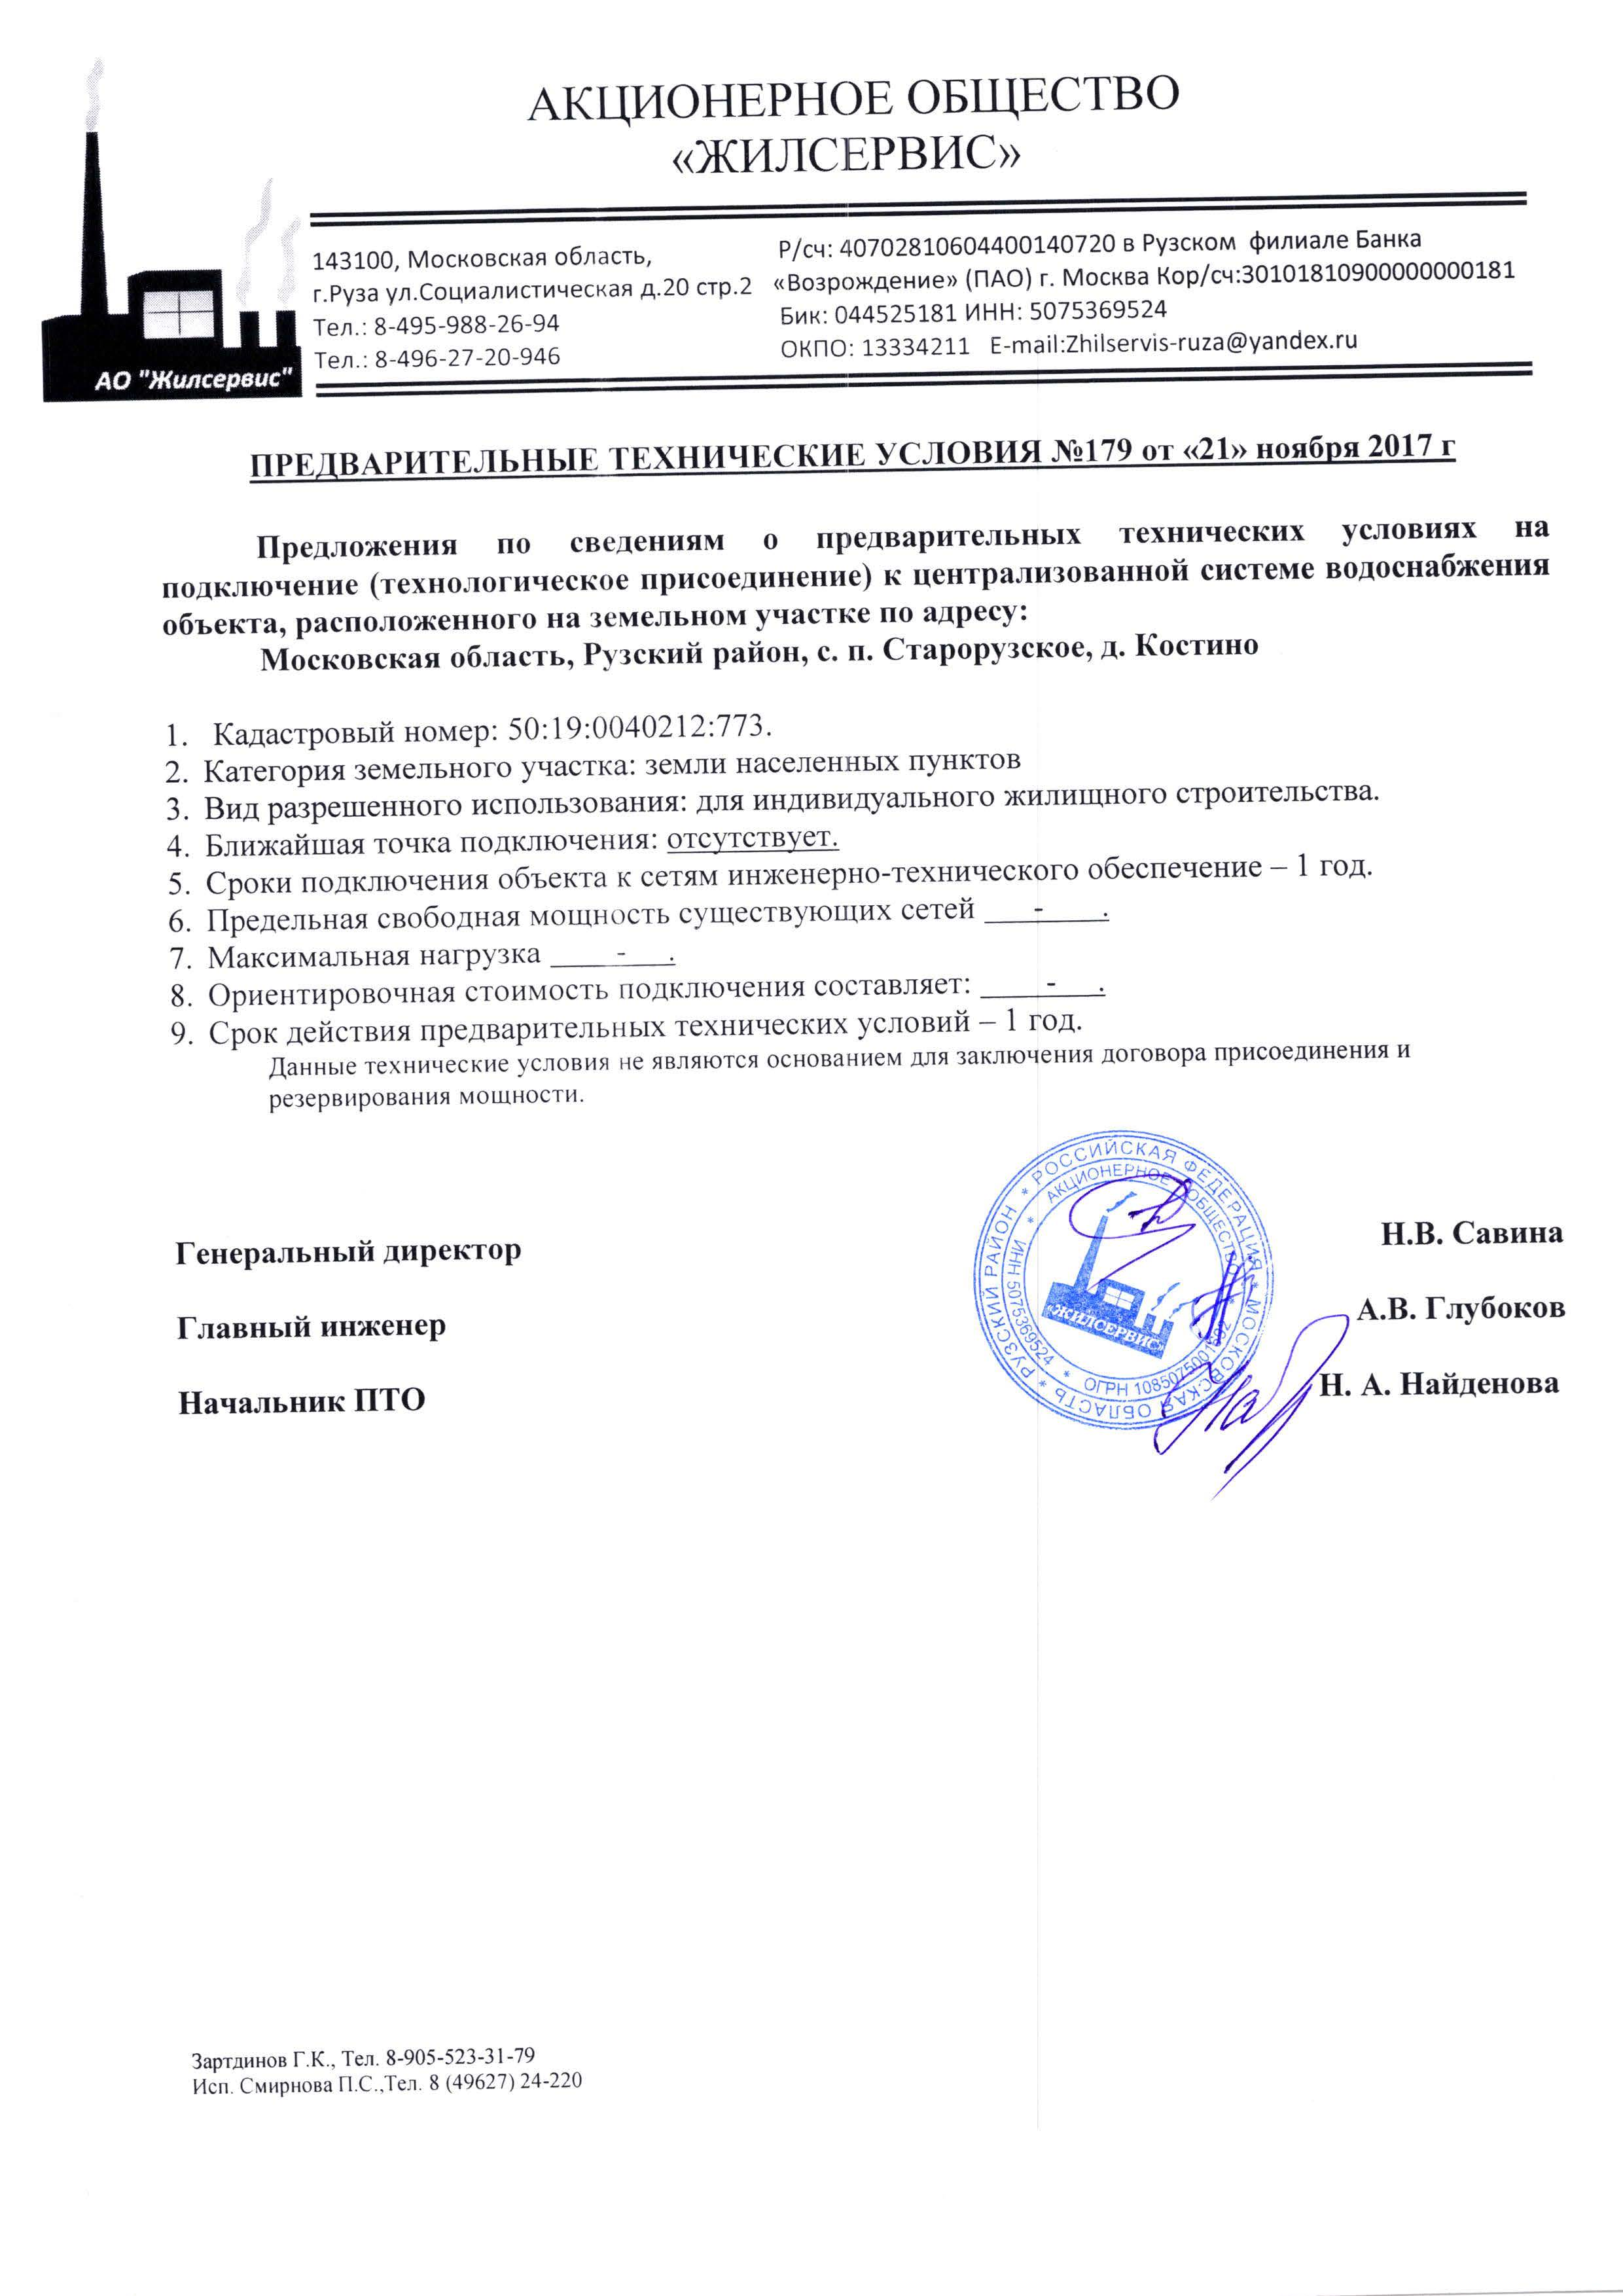 АКЦИОНЕРНОЕ ОБЩЕСТВО
«ЖИЛСЕРВИС»
АО "Жилсервис"
143100, Московская область,
г.Руза ул.Социалистическая д.20 стр.2
Тел.: 8-495-988-26-94
Тел.: 8-496-27-20-946
Р/сч: 40702810604400140720 в Рузском филиале Банка
«Возрождение» (ПАО) г. Москва Кор/сч:30101810900000000181
Бик: 044525181 ИНН: 5075369524
ОКПО: 13334211 E-mail:Zhilservis-ruza@yandex.ru
ПРЕДВАРИТЕЛЬНЫЕ ТЕХНИЧЕСКИЕ УСЛОВИЯ №179 от «21» ноября 2017 г
Предложения по сведениям о предварительных технических условиях на
подключение (технологическое присоединение) к централизованной системе водоснабжения
объекта, расположенного на земельном участке по адресу:
Московская область, Рузский район, с. п. Старорузское, д. Костино
1. Кадастровый номер: 50:19:0040212:773.
2. Категория земельного участка: земли населенных пунктов
3. Вид разрешенного использования: для индивидуального жилищного строительства.
4. Ближайшая точка подключения: отсутствует.
5. Сроки подключения объекта к сетям инженерно-технического обеспечение – 1 год.
6. Предельная свободная мощность существующих сетей ___-____.
7. Максимальная нагрузка ____-___.
8. Ориентировочная стоимость подключения составляет: ____-___.
9. Срок действия предварительных технических условий – 1 год.
Данные технические условия не являются основанием для заключения договора присоединения и
резервирования мощности.
Генеральный директор Н.В. Савина
Главный инженер А.В. Глубоков
Начальник ПТО Н. А. Найденова
* РОССИЙСКАЯ ФЕДЕРАЦИЯ * МОСКОВСКАЯ ОБЛАСТЬ * РУЗСКИЙ РАЙОН
* АКЦИОНЕРНОЕ ОБЩЕСТВО * ОГРН * ИНН 5075369524
«ЖИЛСЕРВИС»
Зартдинов Г.К., Тел. 8-905-523-31-79
Исп. Смирнова П.С.,Тел. 8 (49627) 24-220